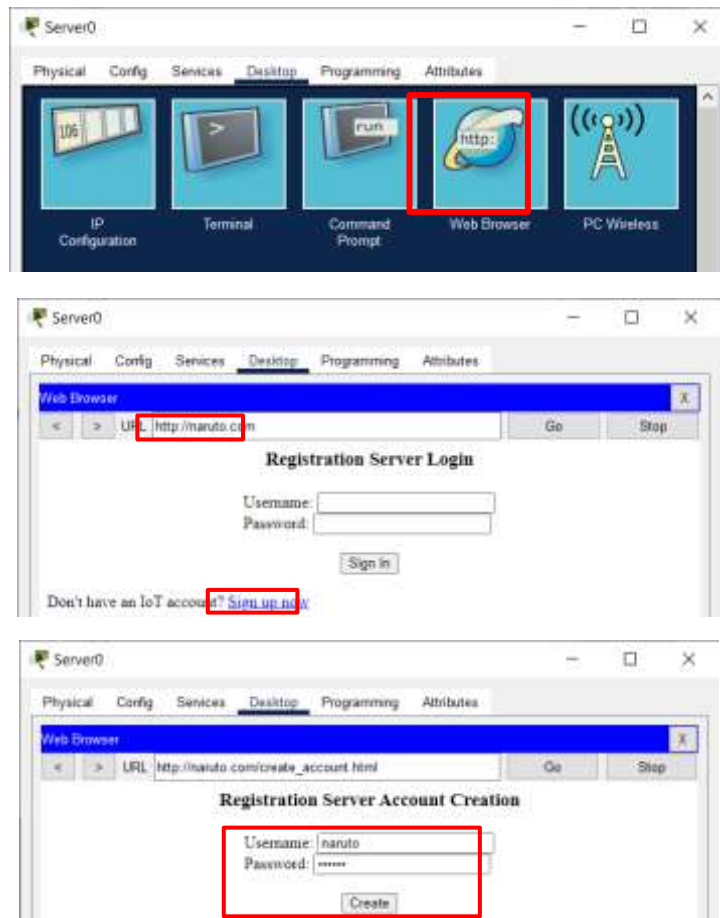 Server0
Physical Config Services Desktop Programming Attributes
106 > run http:
IP Configuration
Terminal
Command Prompt
Web Browser
PC Wireless
Server0
Physical Config Services Desktop Programming Attributes
Web Browser X
< > URL http://naruto.com Go Stop
Registration Server Login
Username:
Password:
Sign In
Don't have an IoT account? Sign up now
Server0
Physical Config Services Desktop Programming Attributes
Web Browser X
< > URL http://naruto.com/create_account.html Go Stop
Registration Server Account Creation
Username: naruto
Password: ••••••
Create